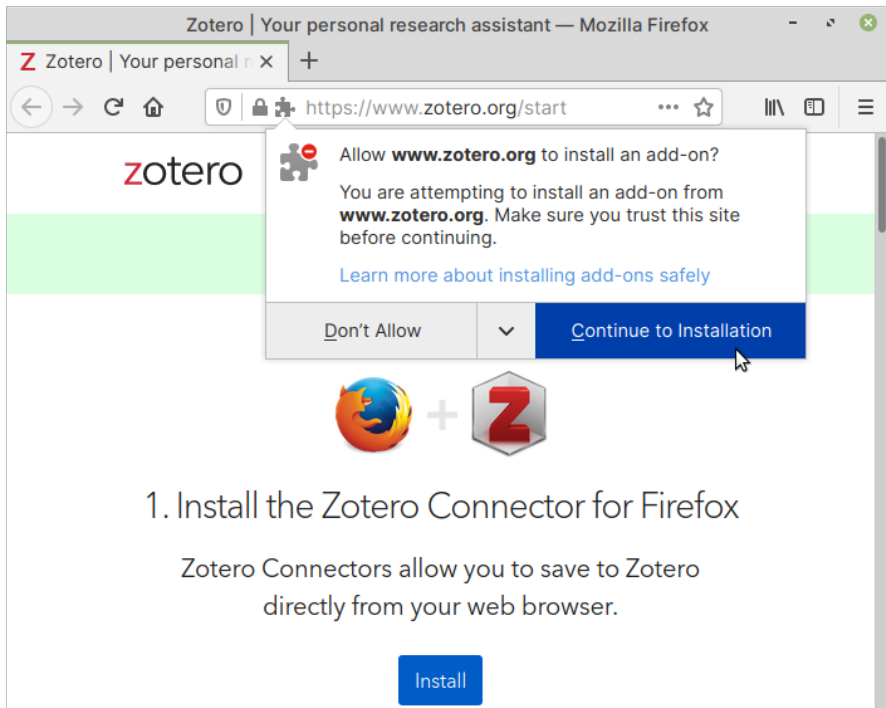 Zotero | Your personal research assistant — Mozilla Firefox
Zotero | Your personal
https://www.zotero.org/start
zotero
Allow www.zotero.org to install an add-on?
You are attempting to install an add-on from
www.zotero.org. Make sure you trust this site
before continuing.
Learn more about installing add-ons safely
Don't Allow
Continue to Installation
Z
1. Install the Zotero Connector for Firefox
Zotero Connectors allow you to save to Zotero
directly from your web browser.
Install